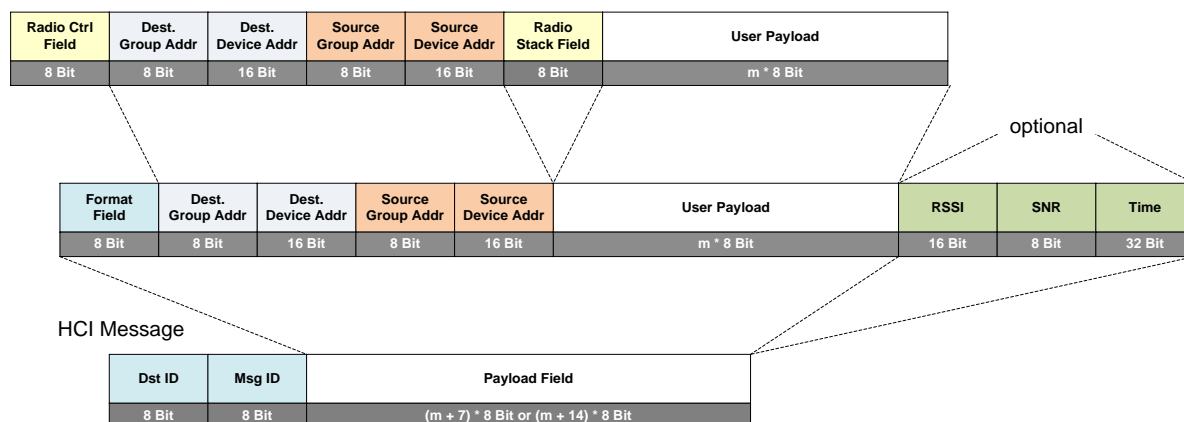 Radio Ctrl Field
Dest. Group Addr
Dest. Device Addr
Source Group Addr
Source Device Addr
Radio Stack Field
User Payload
8 Bit
8 Bit
16 Bit
8 Bit
16 Bit
8 Bit
m * 8 Bit
optional
Format Field
Dest. Group Addr
Dest. Device Addr
Source Group Addr
Source Device Addr
User Payload
RSSI
SNR
Time
8 Bit
8 Bit
16 Bit
8 Bit
16 Bit
m * 8 Bit
16 Bit
8 Bit
32 Bit
HCI Message
Dst ID
Msg ID
Payload Field
8 Bit
8 Bit
(m + 7) * 8 Bit or (m + 14) * 8 Bit